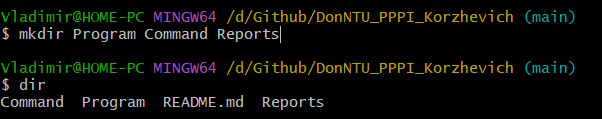 Vladimir@HOME-PC MINGW64 /d/Github/DonNTU_PPPI_Korzhevich (main)
$ mkdir Program Command Reports
Vladimir@HOME-PC MINGW64 /d/Github/DonNTU_PPPI_Korzhevich (main)
$ dir
Command  Program  README.md  Reports